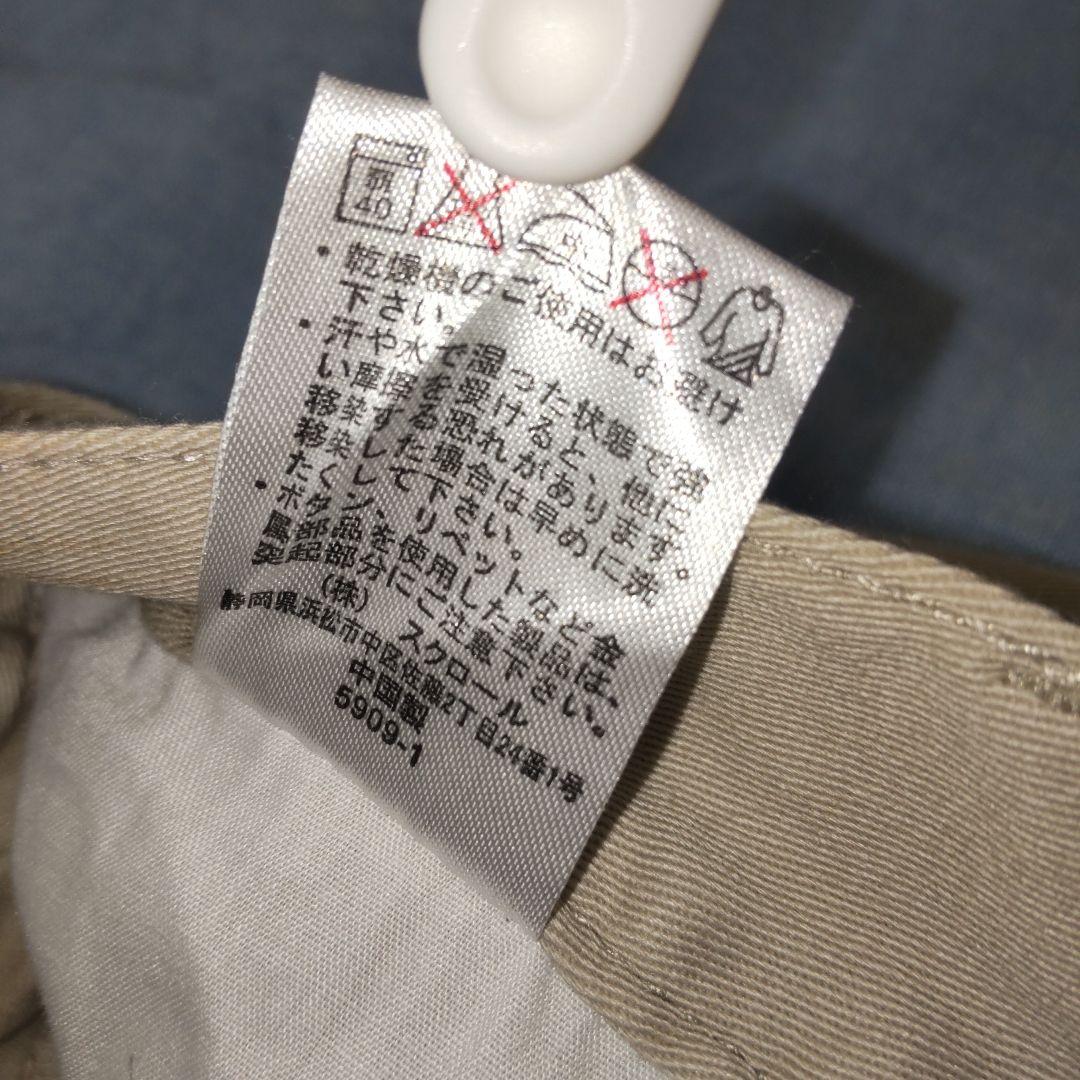 弱
40
・乾燥機のご使用はお避け
下さい。
・汗や水で湿った状態で強
い摩擦を受けると、他に
移染する恐れがあります。
移染した場合は早めに洗
たくして下さい。
・ボタン、リベットなど金
属部品を使用した製品は、
突起部分にご注意下さい。
(株)スクロール
静岡県浜松市中区佐藤2丁目24番1号
中国製
5909-1